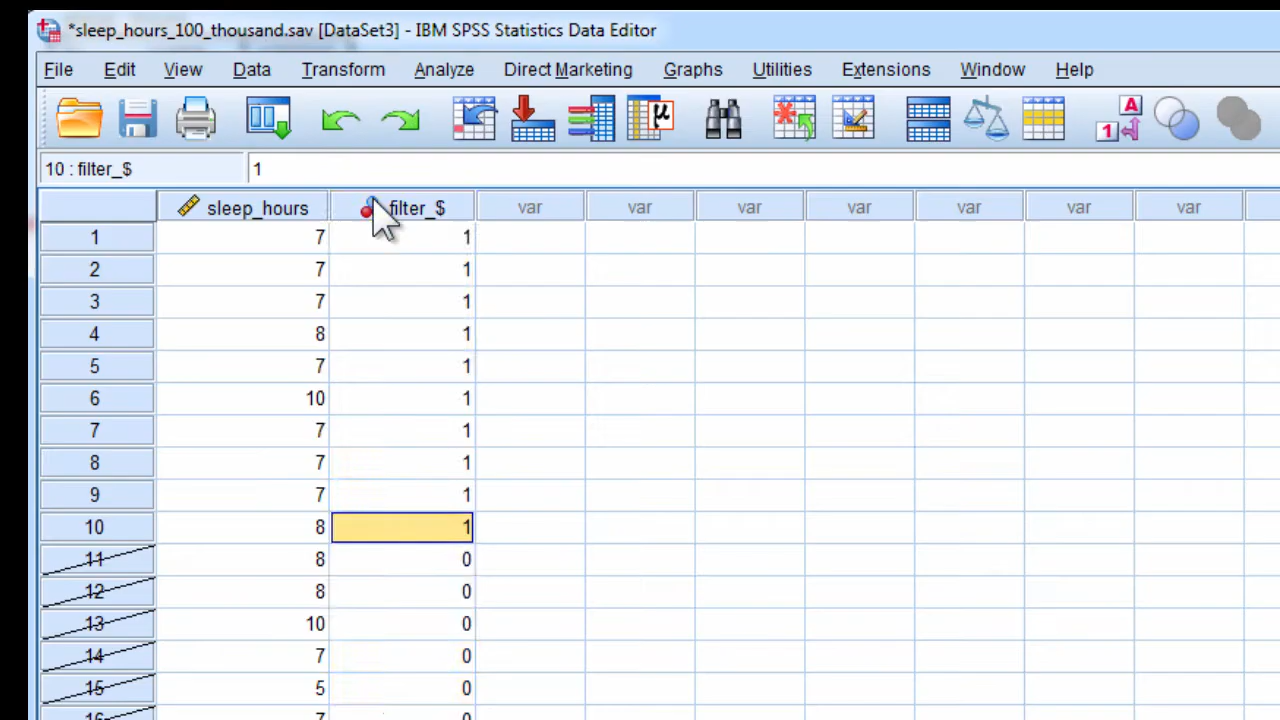 *sleep_hours_100_thousand.sav [DataSet3] - IBM SPSS Statistics Data Editor
File Edit View Data Transform Analyze Direct Marketing Graphs Utilities Extensions Window Help
μ A 1
10 : filter_$ 1
sleep_hours filter_$ var var var var var var var
1 7 1
2 7 1
3 7 1
4 8 1
5 7 1
6 10 1
7 7 1
8 7 1
9 7 1
10 8 1
11 8 0
12 8 0
13 10 0
14 7 0
15 5 0
16 7 0